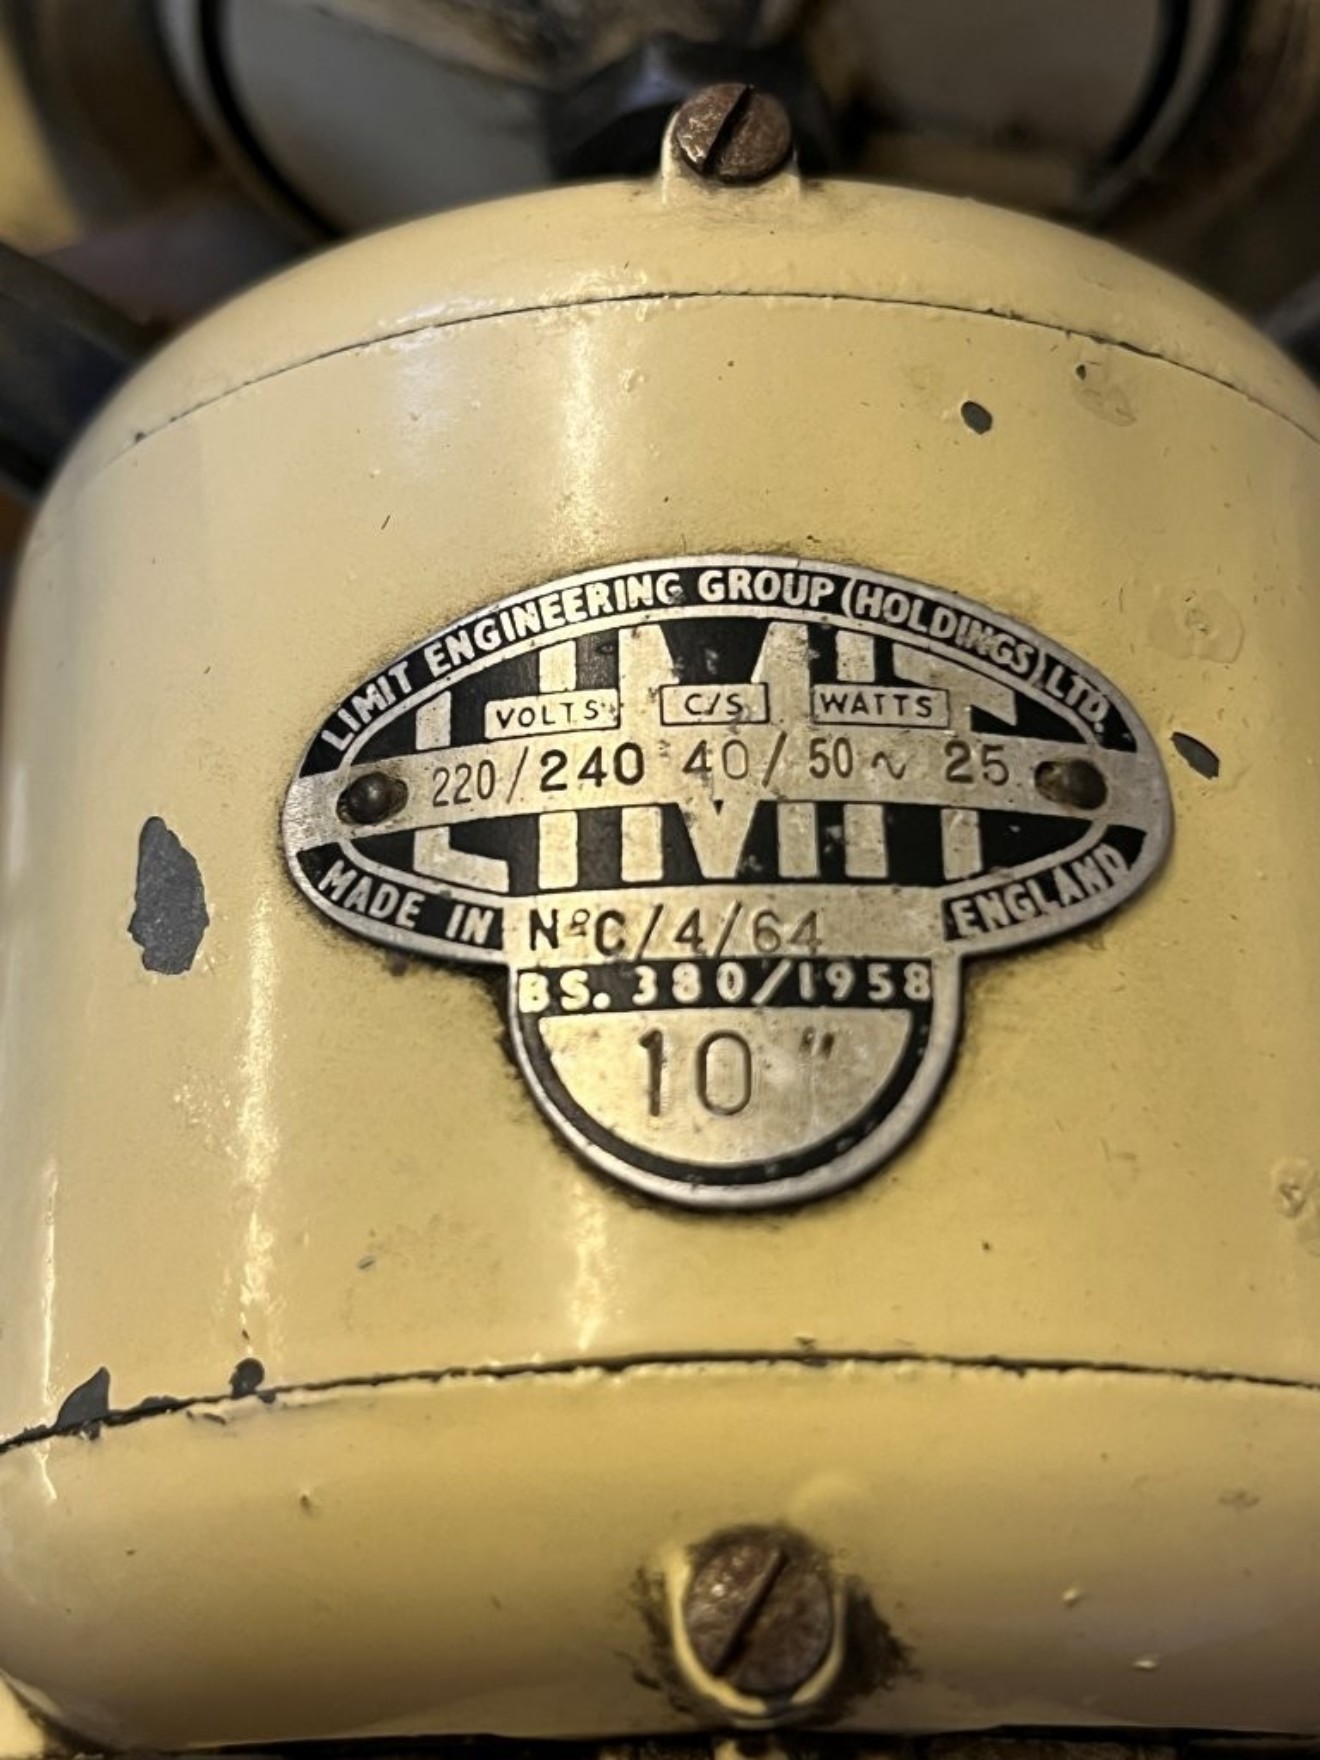 LIMIT ENGINEERING GROUP (HOLDINGS) LTD.
LIMIT
VOLTS C/S WATTS
220/240 40/50~ 25
MADE IN ENGLAND
Nº C/4/64
BS. 380/1958
10"